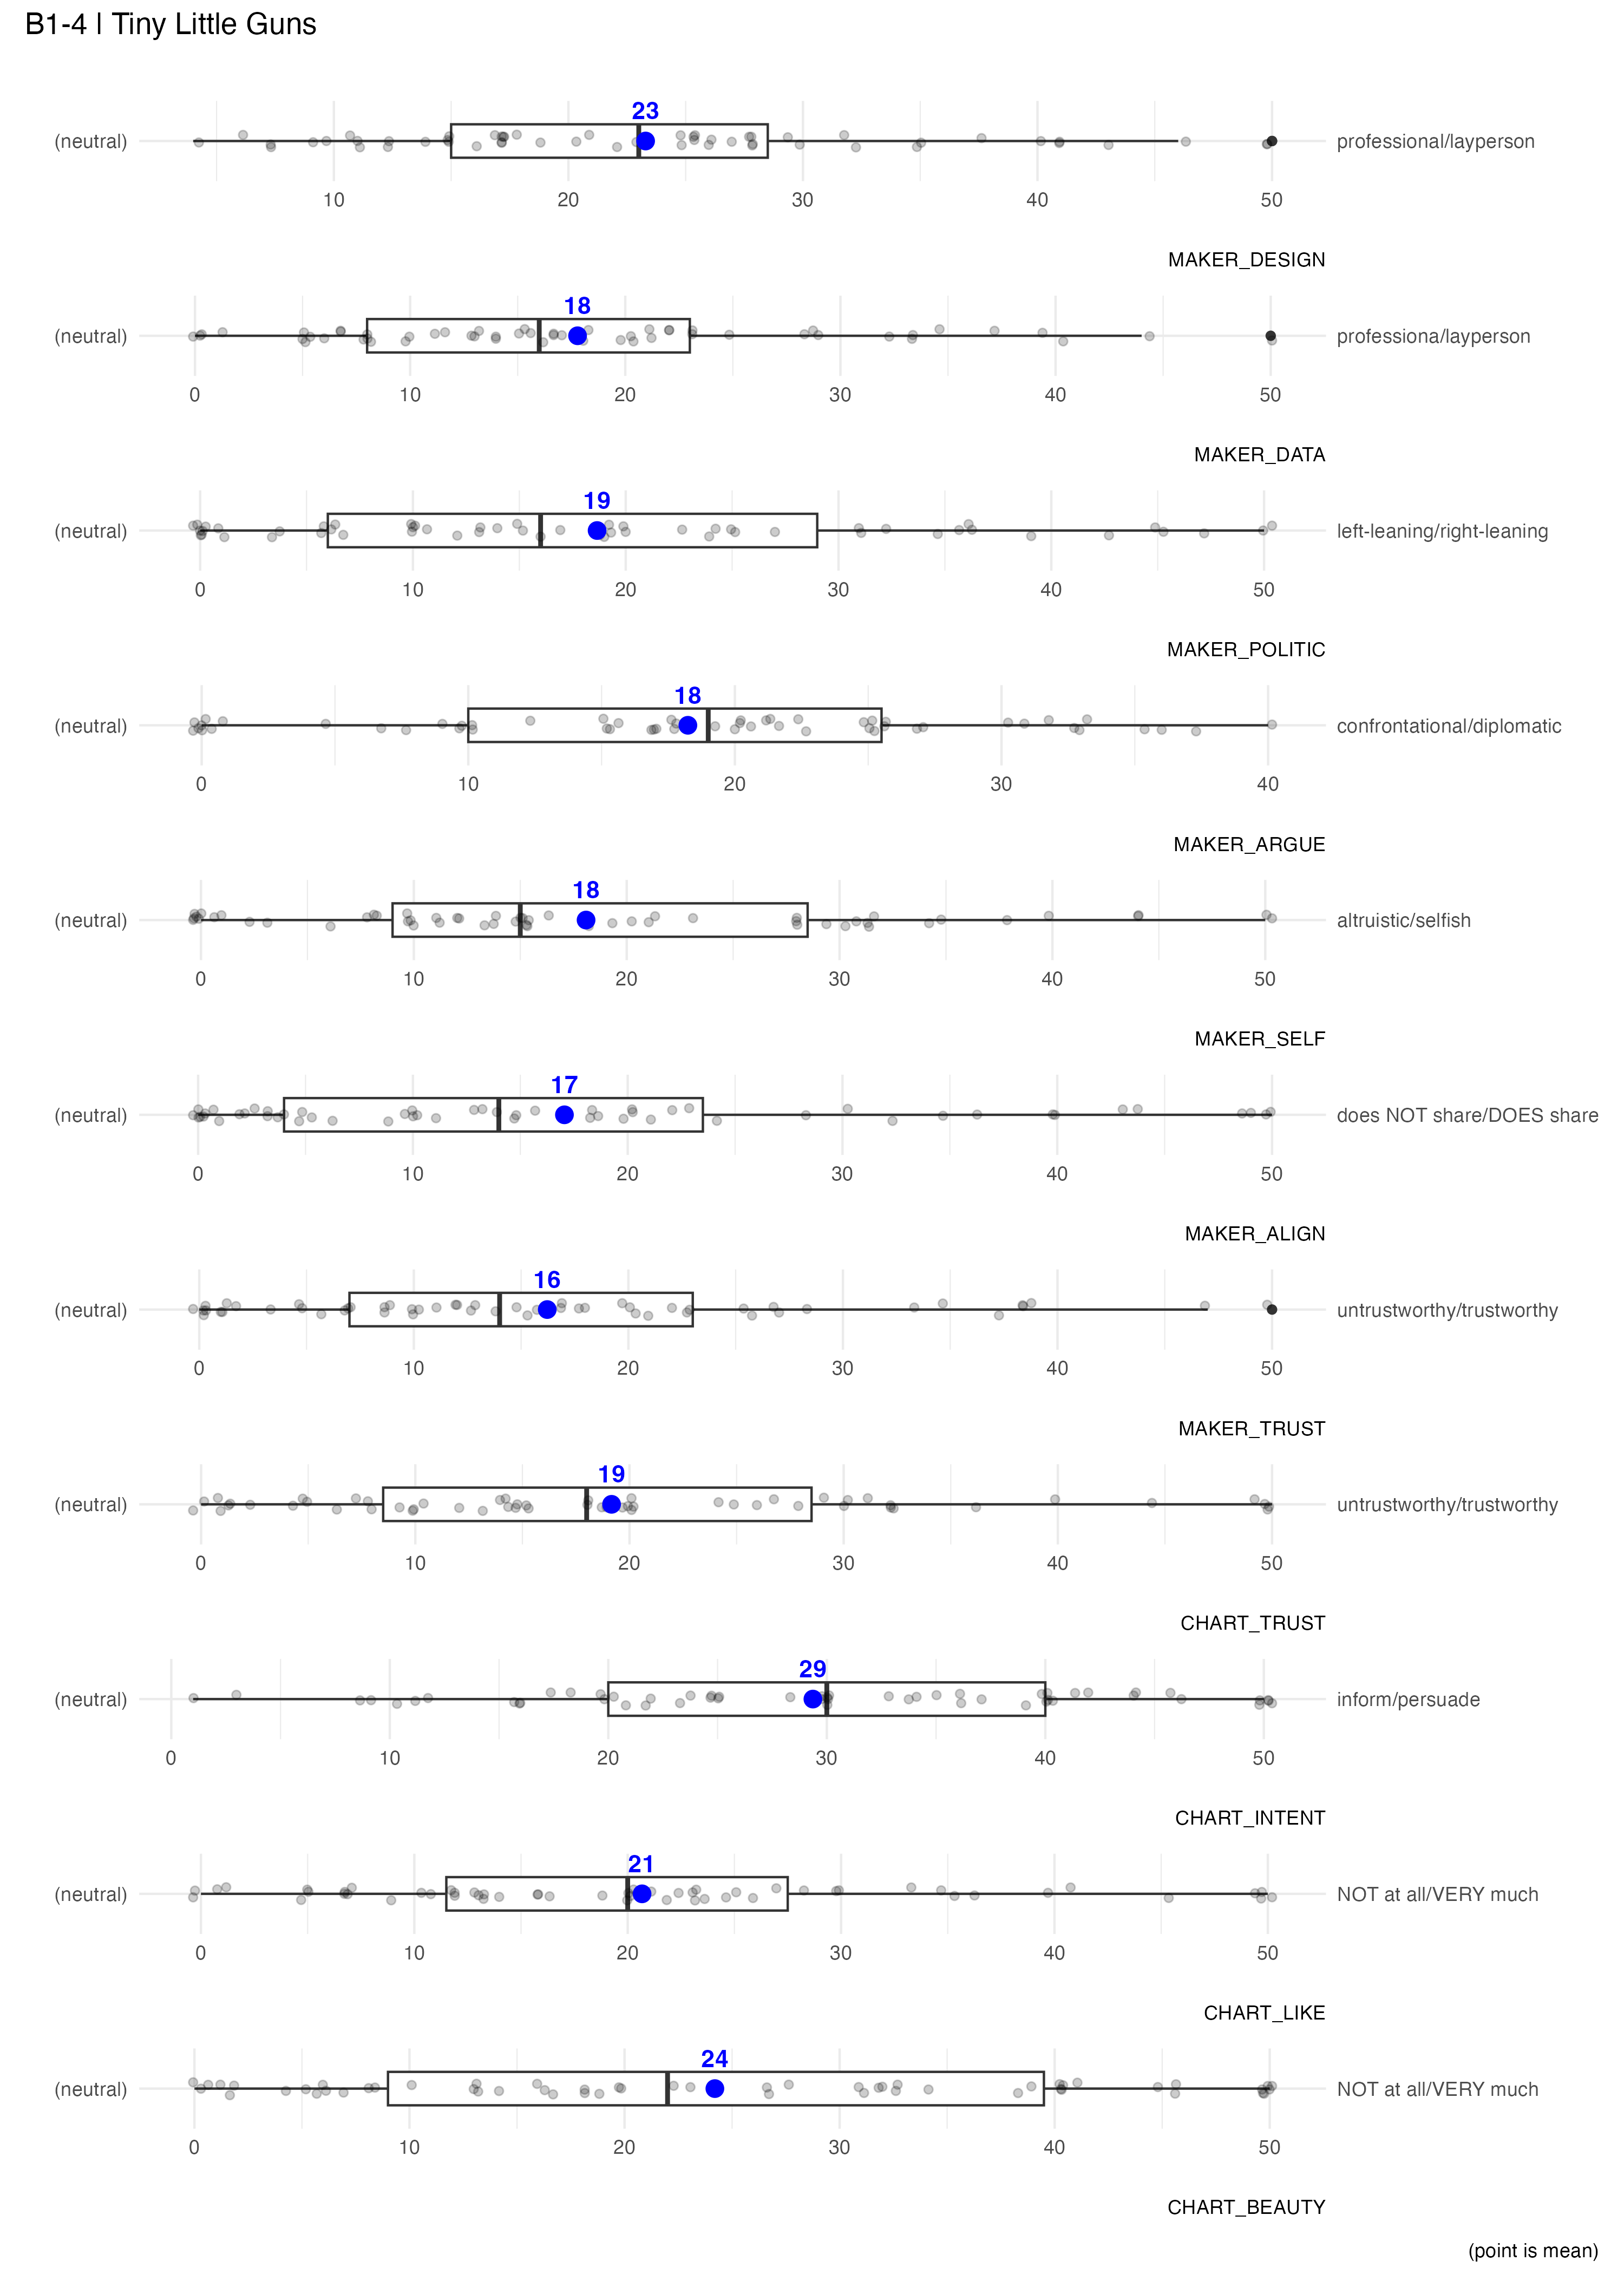 B1-4 | Tiny Little Guns
23
(neutral) professional/layperson
10 20 30 40 50
MAKER_DESIGN
18
(neutral) professiona/layperson
0 10 20 30 40 50
MAKER_DATA
19
(neutral) left-leaning/right-leaning
0 10 20 30 40 50
MAKER_POLITIC
18
(neutral) confrontational/diplomatic
0 10 20 30 40
MAKER_ARGUE
18
(neutral) altruistic/selfish
0 10 20 30 40 50
MAKER_SELF
17
(neutral) does NOT share/DOES share
0 10 20 30 40 50
MAKER_ALIGN
16
(neutral) untrustworthy/trustworthy
0 10 20 30 40 50
MAKER_TRUST
19
(neutral) untrustworthy/trustworthy
0 10 20 30 40 50
CHART_TRUST
29
(neutral) inform/persuade
0 10 20 30 40 50
CHART_INTENT
21
(neutral) NOT at all/VERY much
0 10 20 30 40 50
CHART_LIKE
24
(neutral) NOT at all/VERY much
0 10 20 30 40 50
CHART_BEAUTY
(point is mean)